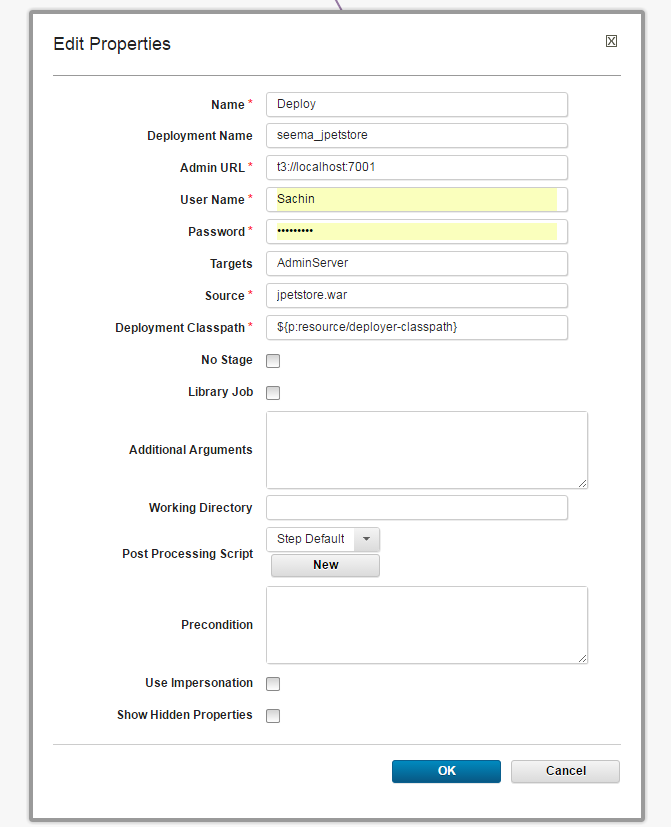 Edit Properties
Name * Deploy
Deployment Name seema_jpetstore
Admin URL * t3://localhost:7001
User Name * Sachin
Password * •••••••••
Targets AdminServer
Source * jpetstore.war
Deployment Classpath * ${p:resource/deployer-classpath}
No Stage
Library Job
Additional Arguments
Working Directory
Post Processing Script Step Default
New
Precondition
Use Impersonation
Show Hidden Properties
OK Cancel